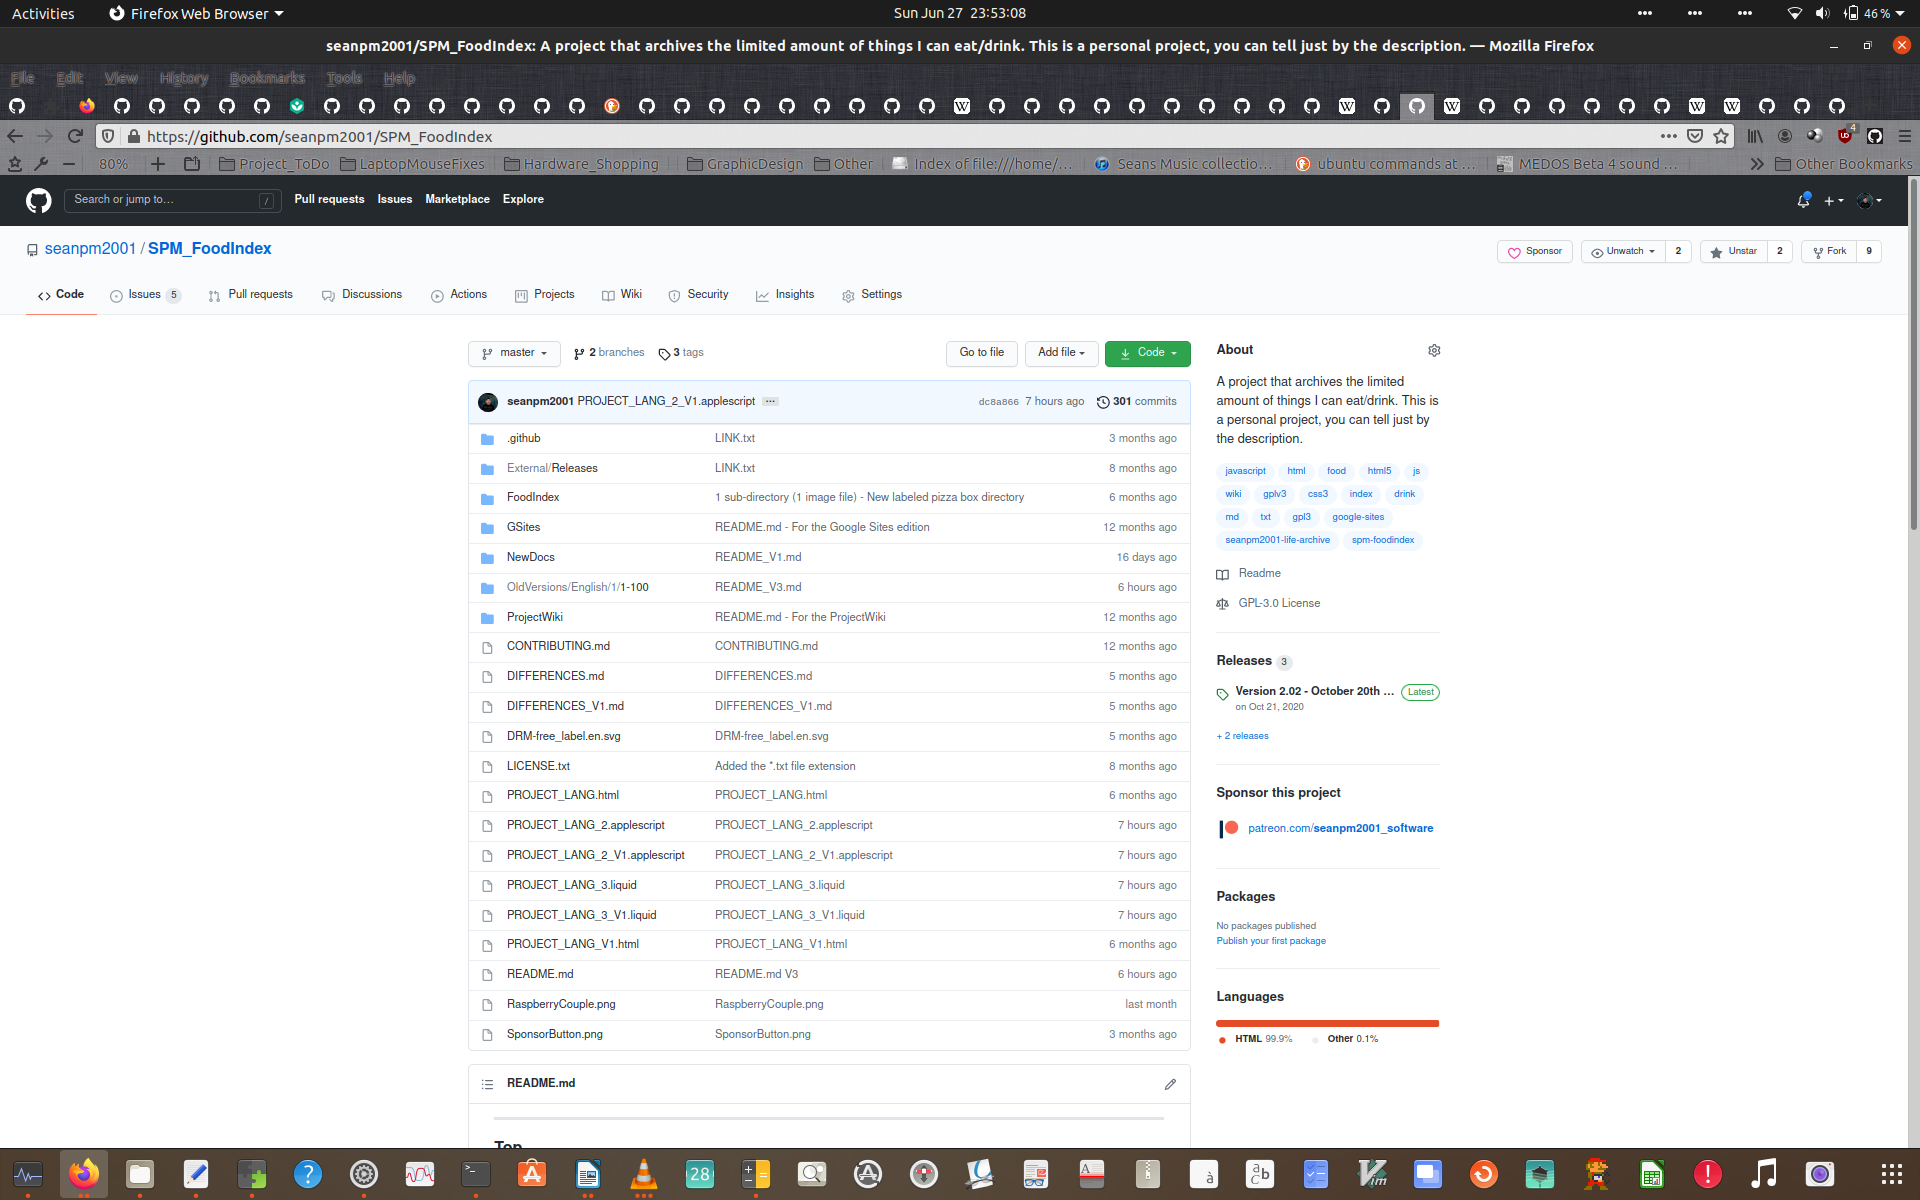 Activities
Firefox Web Browser
Sun Jun 27 23:53:08
46 %
seanpm2001/SPM_FoodIndex: A project that archives the limited amount of things I can eat/drink. This is a personal project, you can tell just by the description. — Mozilla Firefox
File Edit View History Bookmarks Tools Help
https://github.com/seanpm2001/SPM_FoodIndex
4
80%
Project_ToDo
LaptopMouseFixes
Hardware_Shopping
GraphicDesign
Other
Index of file:///home/...
Seans Music collectio...
ubuntu commands at ...
MEDOS Beta 4 sound ...
Other Bookmarks
Search or jump to...
/
Pull requests Issues Marketplace Explore
seanpm2001 / SPM_FoodIndex
Sponsor
Unwatch 2
Unstar 2
Fork 9
Code
Issues 5
Pull requests
Discussions
Actions
Projects
Wiki
Security
Insights
Settings
master
2 branches
3 tags
Go to file
Add file
Code
seanpm2001 PROJECT_LANG_2_V1.applescript ... dc8a866 7 hours ago 301 commits
.github LINK.txt 3 months ago
External/Releases LINK.txt 8 months ago
FoodIndex 1 sub-directory (1 image file) - New labeled pizza box directory 6 months ago
GSites README.md - For the Google Sites edition 12 months ago
NewDocs README_V1.md 16 days ago
OldVersions/English/1/1-100 README_V3.md 6 hours ago
ProjectWiki README.md - For the ProjectWiki 12 months ago
CONTRIBUTING.md CONTRIBUTING.md 12 months ago
DIFFERENCES.md DIFFERENCES.md 5 months ago
DIFFERENCES_V1.md DIFFERENCES_V1.md 5 months ago
DRM-free_label.en.svg DRM-free_label.en.svg 5 months ago
LICENSE.txt Added the *.txt file extension 8 months ago
PROJECT_LANG.html PROJECT_LANG.html 6 months ago
PROJECT_LANG_2.applescript PROJECT_LANG_2.applescript 7 hours ago
PROJECT_LANG_2_V1.applescript PROJECT_LANG_2_V1.applescript 7 hours ago
PROJECT_LANG_3.liquid PROJECT_LANG_3.liquid 7 hours ago
PROJECT_LANG_3_V1.liquid PROJECT_LANG_3_V1.liquid 7 hours ago
PROJECT_LANG_V1.html PROJECT_LANG_V1.html 6 months ago
README.md README.md V3 6 hours ago
RaspberryCouple.png RaspberryCouple.png last month
SponsorButton.png SponsorButton.png 3 months ago
README.md
Top
About
A project that archives the limited
amount of things I can eat/drink. This is
a personal project, you can tell just by
the description.
javascript html food html5 js
wiki gplv3 css3 index drink
md txt gpl3 google-sites
seanpm2001-life-archive spm-foodindex
Readme
GPL-3.0 License
Releases 3
Version 2.02 - October 20th ... Latest
on Oct 21, 2020
+ 2 releases
Sponsor this project
patreon.com/seanpm2001_software
Packages
No packages published
Publish your first package
Languages
HTML 99.9% Other 0.1%
28